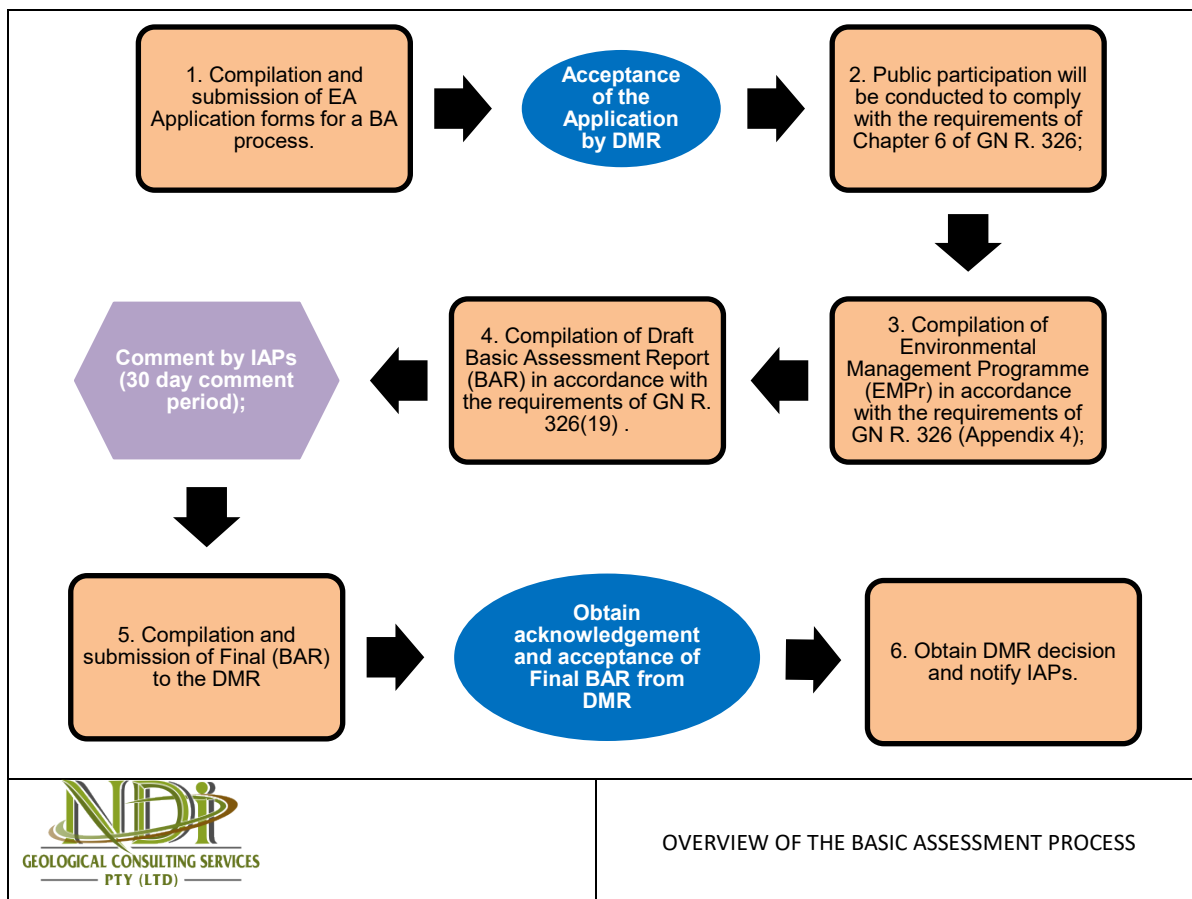 1. Compilation and
submission of EA
Application forms for a BA
process.
Acceptance
of the
Application
by DMR
2. Public participation will
be conducted to comply
with the requirements of
Chapter 6 of GN R. 326;
3. Compilation of
Environmental
Management Programme
(EMPr) in accordance
with the requirements of
GN R. 326 (Appendix 4);
4. Compilation of Draft
Basic Assessment Report
(BAR) in accordance with
the requirements of GN R.
326(19) .
Comment by IAPs
(30 day comment
period);
5. Compilation and
submission of Final (BAR)
to the DMR
Obtain
acknowledgement
and acceptance of
Final BAR from
DMR
6. Obtain DMR decision
and notify IAPs.
NDi
GEOLOGICAL CONSULTING SERVICES
PTY (LTD)
OVERVIEW OF THE BASIC ASSESSMENT PROCESS